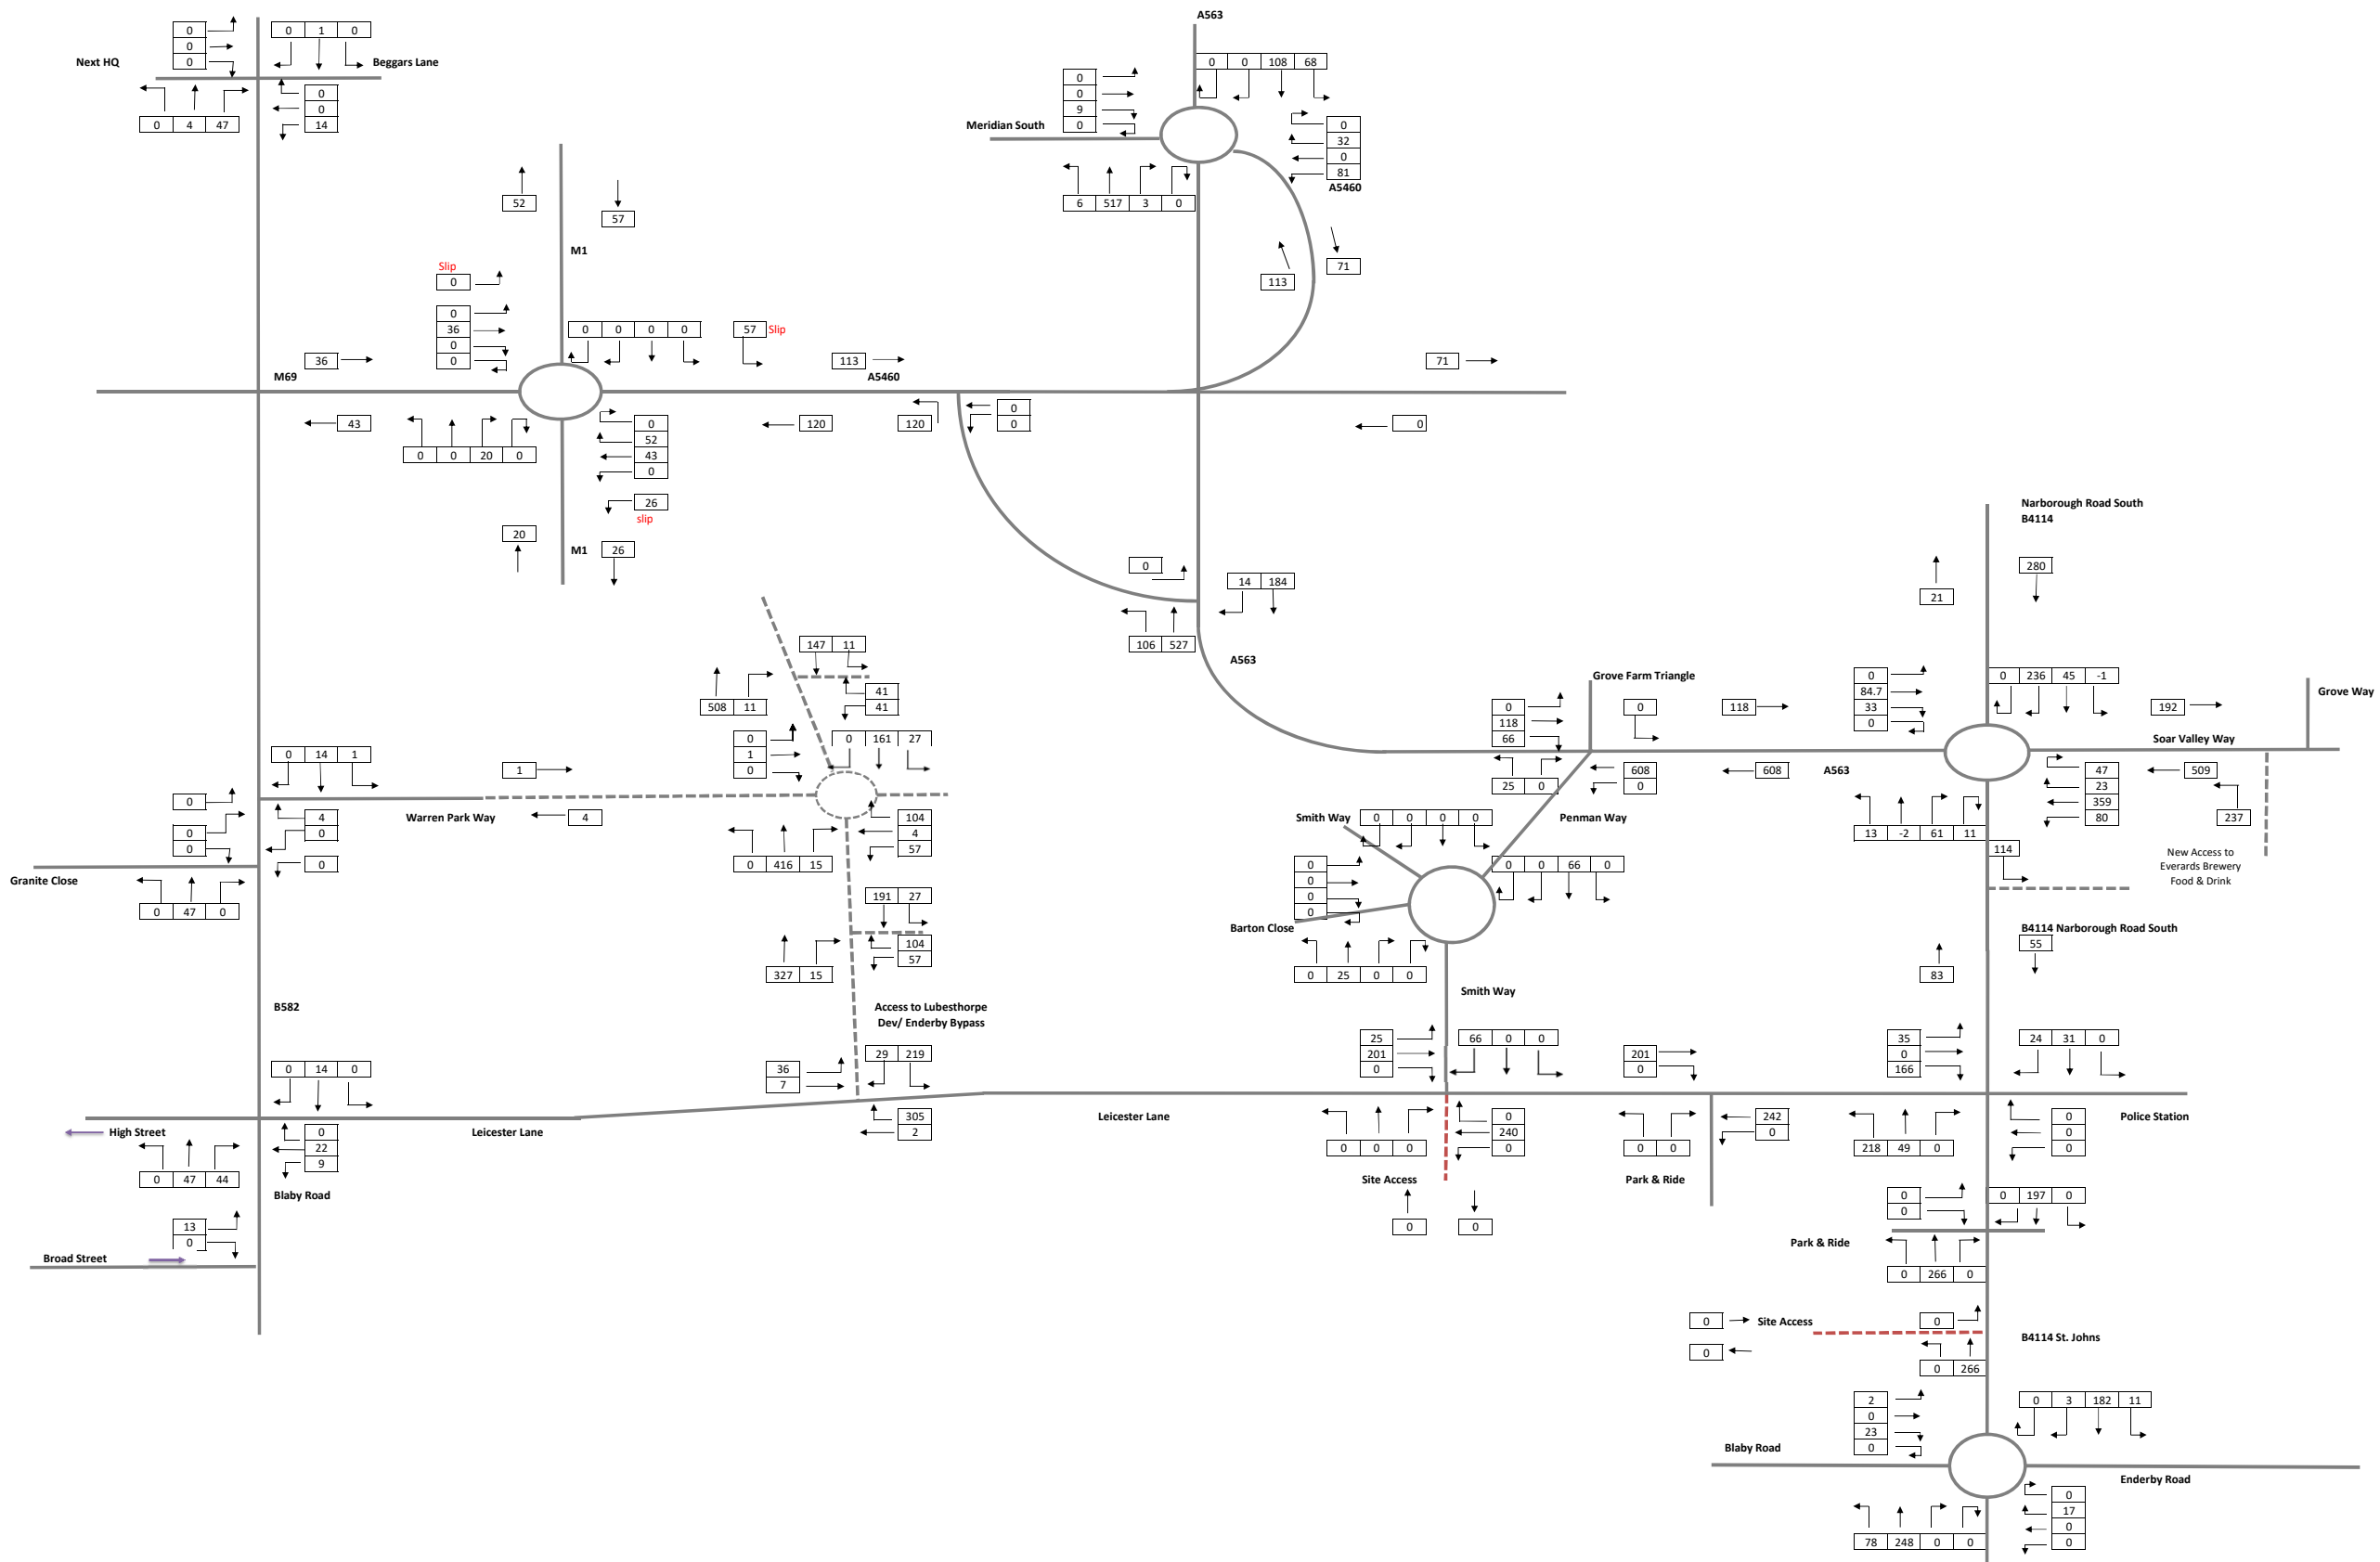 A563
0
0 1 0
0
Next HQ
0
Beggars Lane
0 0 108 68
0
0
9
0
0
0
14
0 4 47
Meridian South
0
32
0
81
A5460
52
57
6 517 3 0
M1
Slip
0
113
71
0
36
0
0
0 0 0 0
57 Slip
36
113
71
M69
A5460
43
0 0 20 0
0
52
43
0
120
120
0
0
0
26
slip
Narborough Road South
B4114
20
M1
26
0
14 184
280
21
147 11
106 527
A563
Grove Farm Triangle
508 11
41
41
0
118
66
0
118
0
84.7
33
0
0 236 45 -1
192
Grove Way
0
1
0
0 161 27
Soar Valley Way
0 14 1
1
25 0
608
0
608
A563
47
23
359
80
509
0
0
0
4
0
0
Warren Park Way
4
104
4
57
Smith Way
0 0 0 0
Penman Way
13 -2 61 11
237
0 416 15
114
New Access to
Everards Brewery
Food & Drink
Granite Close
0
0
0
0
0 0 66 0
0 47 0
191 27
Barton Close
B4114 Narborough Road South
104
57
55
327 15
0 25 0 0
83
Smith Way
B582
Access to Lubesthorpe
Dev/ Enderby Bypass
25
201
0
66 0 0
201
0
35
0
166
24 31 0
0 14 0
36
7
29 219
High Street
Leicester Lane
305
2
Leicester Lane
0
240
0
242
0
Police Station
0
0
0
0
22
9
0 0 0
0 0
218 49 0
0 47 44
Blaby Road
Site Access
Park & Ride
0
0
0 197 0
13
0
0
0
Broad Street
Park & Ride
0 266 0
0
Site Access
0
B4114 St. Johns
0
0 266
2
0
23
0
0 3 182 11
Blaby Road
Enderby Road
0
17
0
0
78 248 0 0